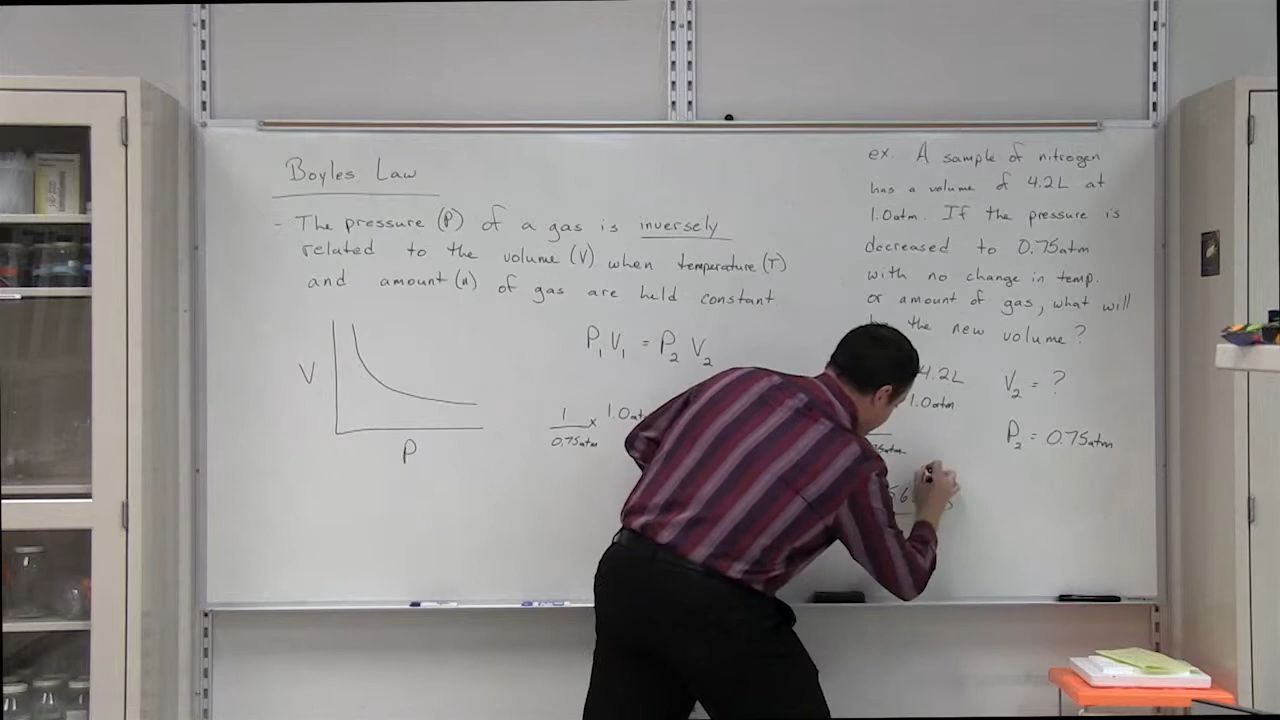 Boyles Law
- The pressure (P) of a gas is inversely
related to the volume (V) when temperature (T)
and amount (n) of gas are held constant
V
P
P₁V₁ = P₂ V₂
1/0.75atm x 1.0at
ex. A sample of nitrogen
has a volume of 4.2L at
1.0atm. If the pressure is
decreased to 0.75atm
with no change in temp.
or amount of gas, what will
the new volume?
4.2L
1.0atm
V₂ = ?
P₂ = 0.75atm